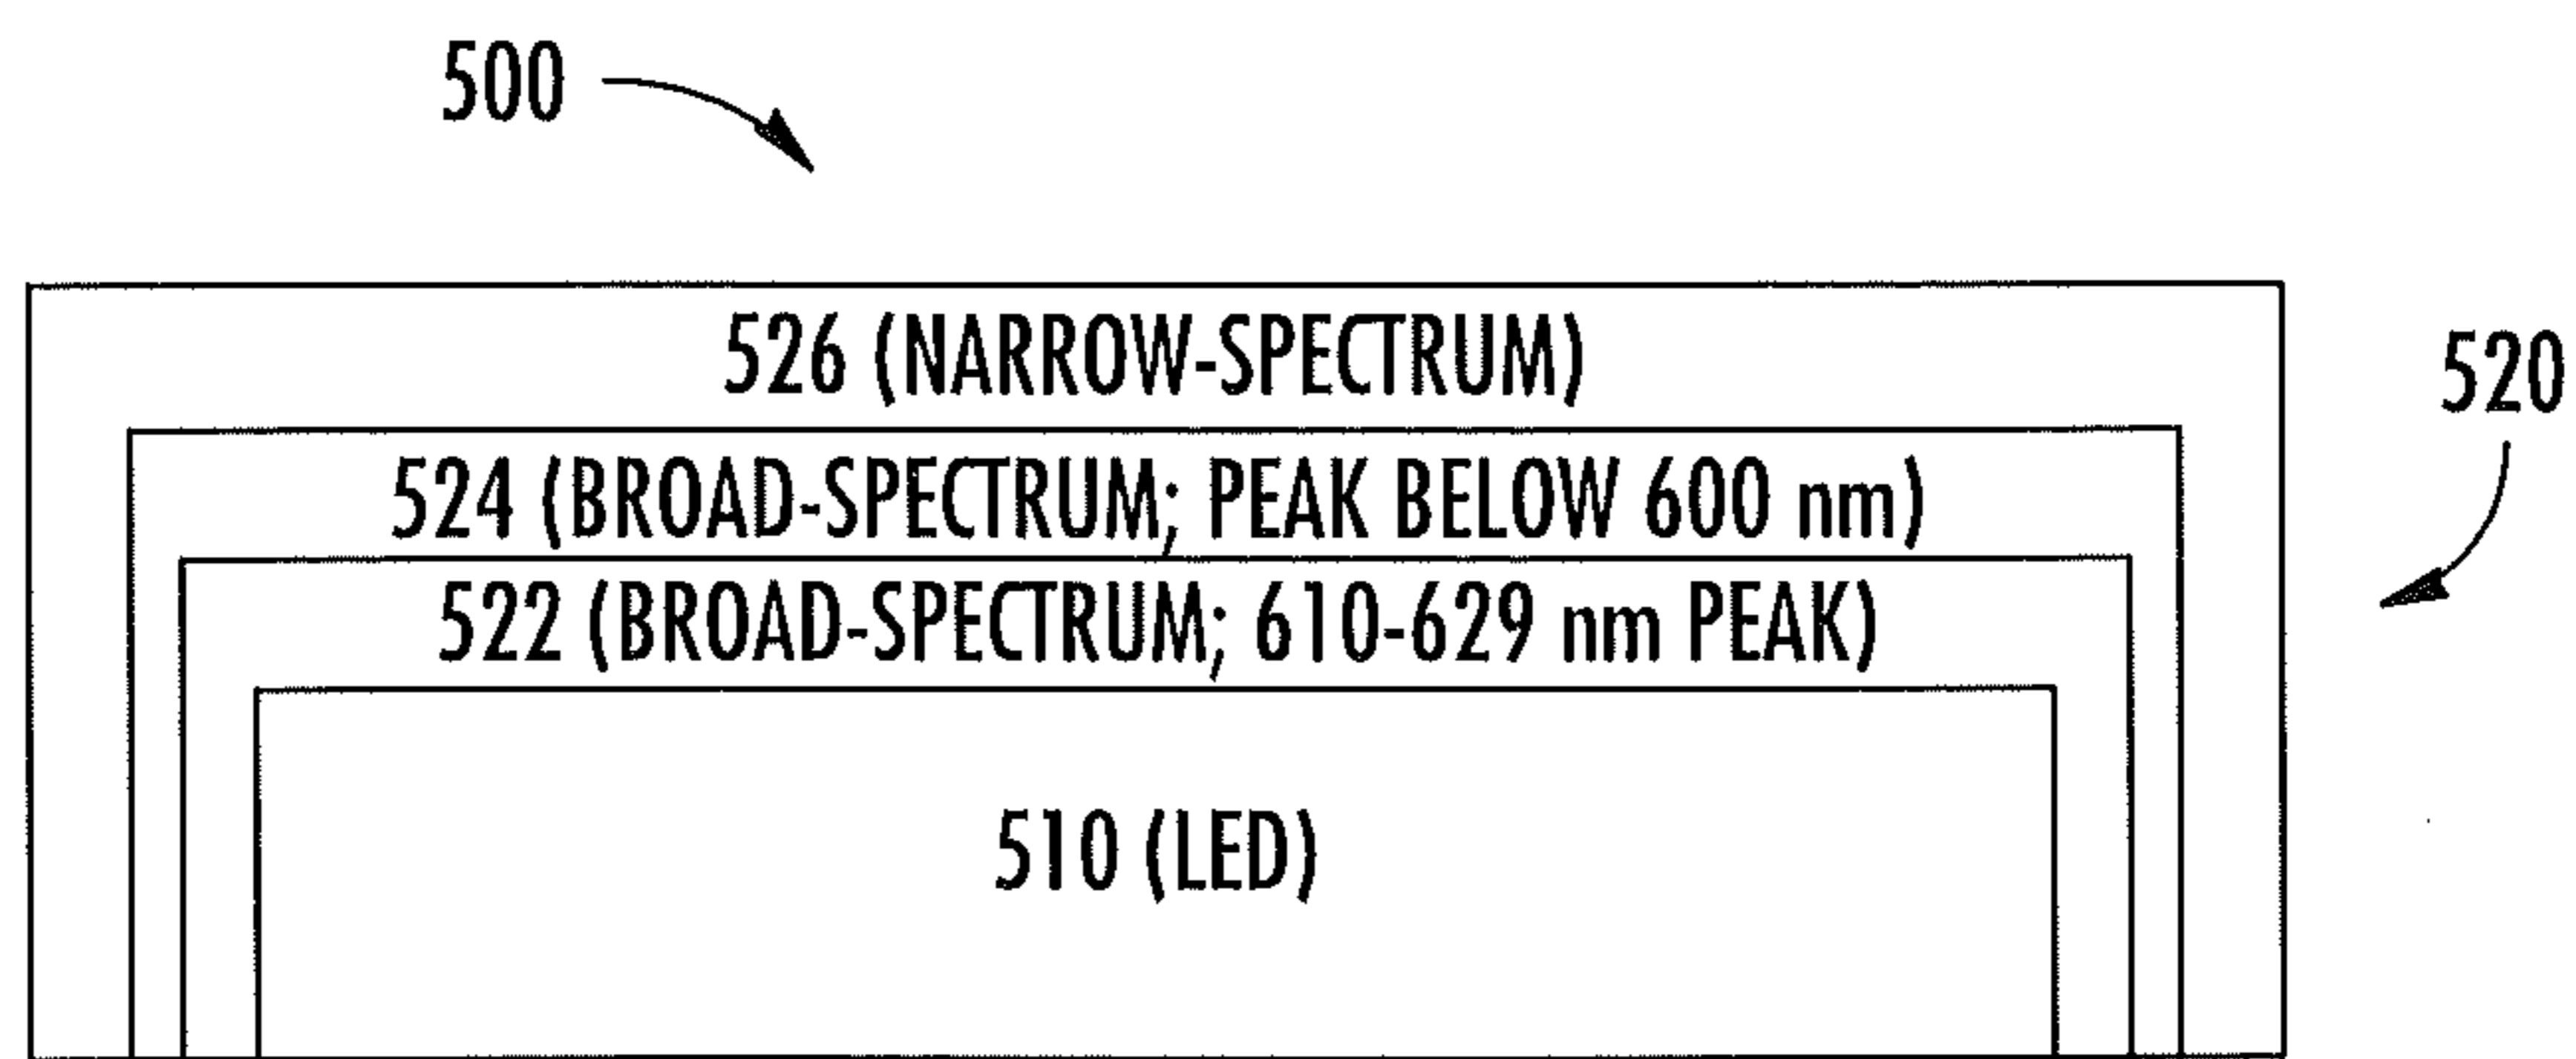 500
526 (NARROW-SPECTRUM)
520
524 (BROAD-SPECTRUM; PEAK BELOW 600 nm)
522 (BROAD-SPECTRUM; 610-629 nm PEAK)
510 (LED)